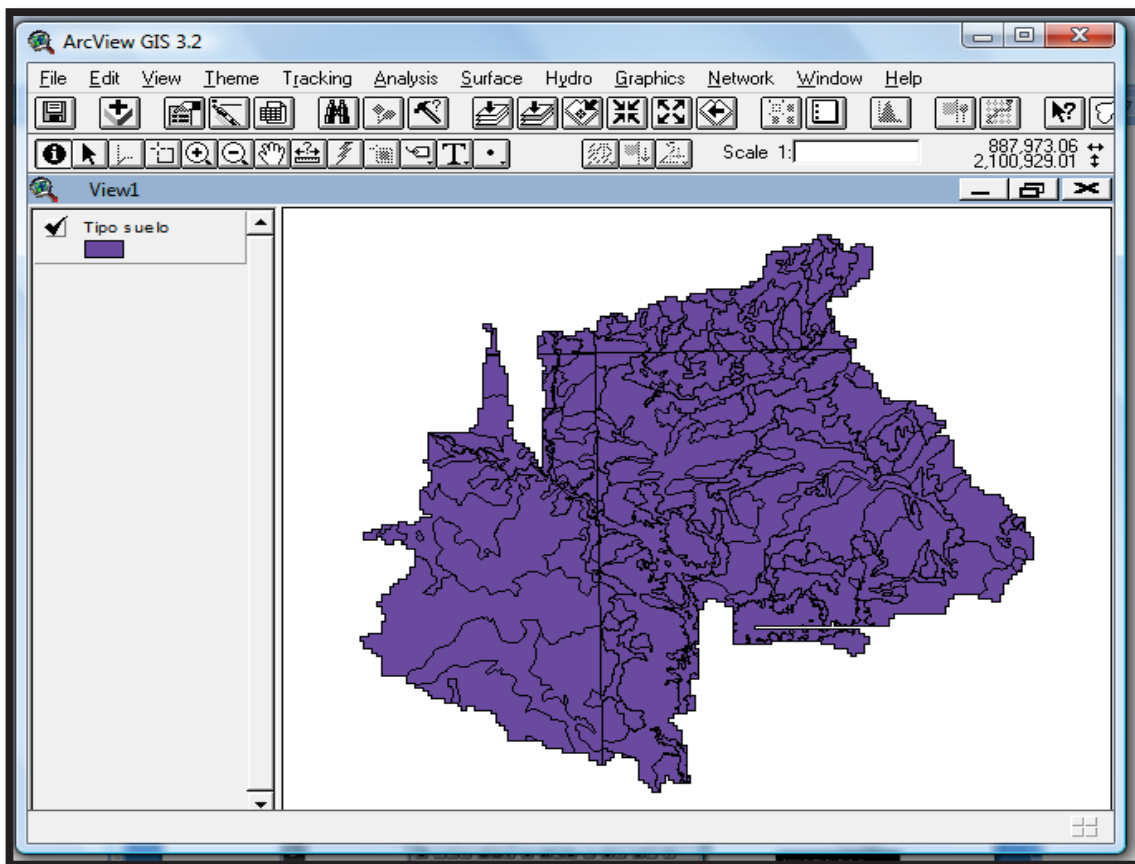 ArcView GIS 3.2
File Edit View Theme Tracking Analysis Surface Hydro Graphics Network Window Help
T
Scale 1:
887,973.06
2,100,929.01
View1
Tipo suelo